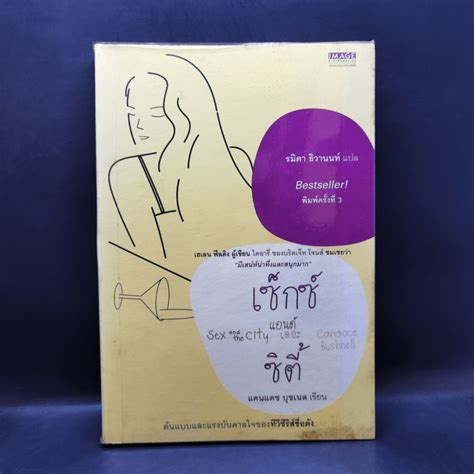 IMAGE
รมิตา ธิวานนท์ แปล
Bestseller!
พิมพ์ครั้งที่ 3
เฮเลน ฟีลดิง ผู้เขียน ไดอารี่ ของบริดเจ็ท โจนส์ ชมเชยว่า
"มีเสน่ห์น่าทึ่งและสนุกมาก"
เซ็กซ์
แอนด์
Sex and the City เดอะ Candace
Bushnell
ซิตี้
แคนแดซ บุชเนล เขียน
ต้นแบบและแรงบันดาลใจของทีวีซีรีส์ชื่อดัง